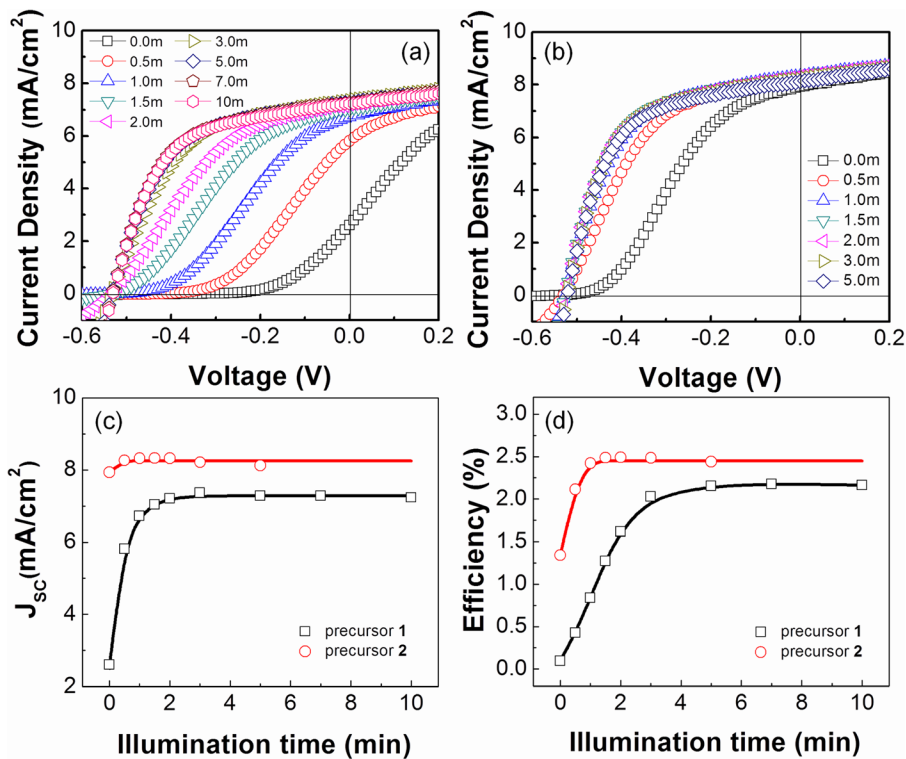 (a)
10
8
6
4
2
0
0.0m 3.0m
0.5m 5.0m
1.0m 7.0m
1.5m 10m
2.0m
-0.6 -0.4 -0.2 0.0 0.2
Current Density (mA/cm²)
Voltage (V)
(b)
10
8
6
4
2
0
0.0m
0.5m
1.0m
1.5m
2.0m
3.0m
5.0m
-0.6 -0.4 -0.2 0.0 0.2
Current Density (mA/cm²)
Voltage (V)
(c)
10
8
6
4
2
precursor 1
precursor 2
0 2 4 6 8 10
JSC(mA/cm²)
Illumination time (min)
(d)
3.0
2.5
2.0
1.5
1.0
0.5
0.0
precursor 1
precursor 2
0 2 4 6 8 10
Efficiency (%)
Illumination time (min)